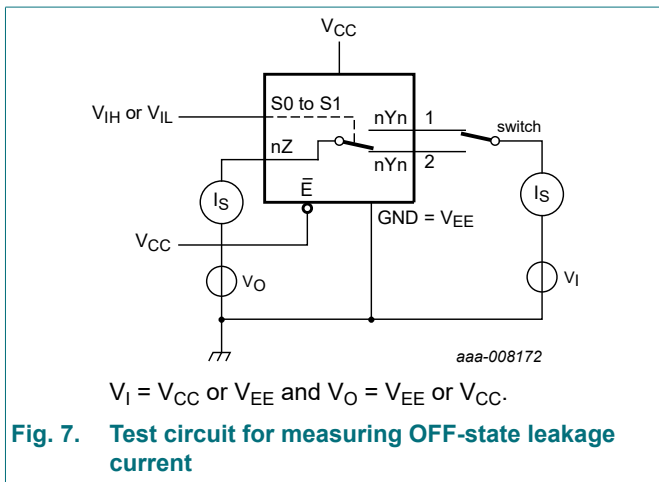 VCC
S0 to S1
VIH or VIL
nYn 1
switch
nZ
nYn 2
IS
E̅
IS
GND = VEE
VCC
VO
VI
aaa-008172
VI = VCC or VEE and VO = VEE or VCC.
Fig. 7. Test circuit for measuring OFF-state leakage
current